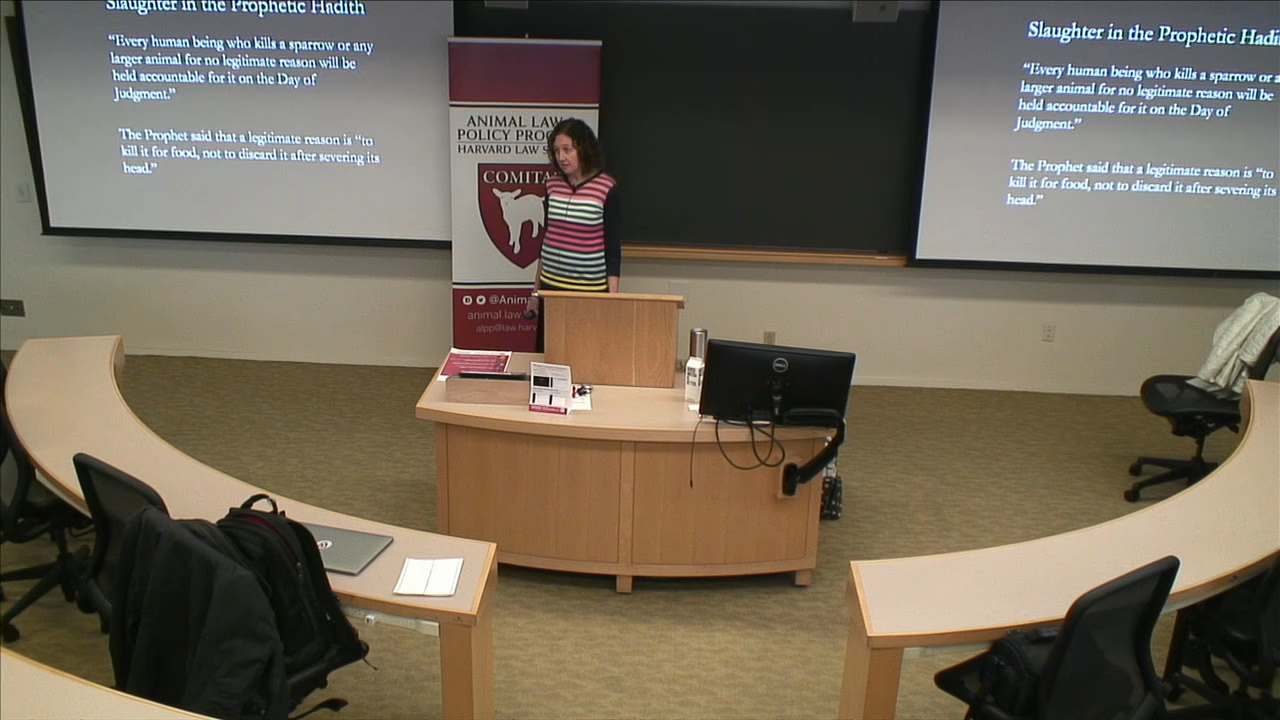 Slaughter in the Prophetic Hadith
“Every human being who kills a sparrow or any
larger animal for no legitimate reason will be
held accountable for it on the Day of
Judgment.”
The Prophet said that a legitimate reason is “to
kill it for food, not to discard it after severing its
head.”
ANIMAL LAW
POLICY
HARVARD LAW
COMITA
@Anima
animal.law
alpp@law.harv
DELL
Slaughter in the Prophetic Hadi
“Every human being who kills a sparrow or a
larger animal for no legitimate reason will be
held accountable for it on the Day of
Judgment.”
The Prophet said that a legitimate reason is “to
kill it for food, not to discard it after severing its
head.”